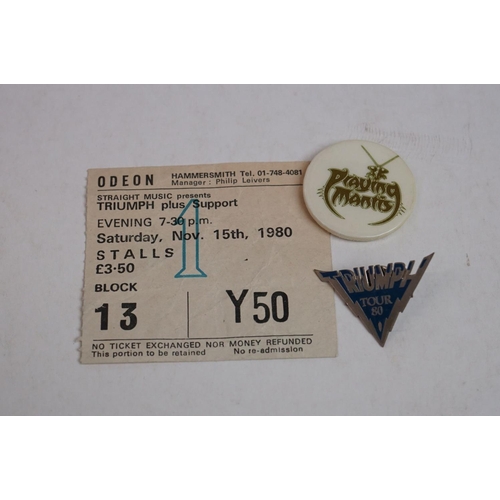 ODEON HAMMERSMITH Tel. 01-748-4081
Manager : Philip Leivers
STRAIGHT MUSIC presents
TRIUMPH plus Support
EVENING 7-30 p.m.
Saturday, Nov. 15th, 1980
STALLS
£3·50
1
BLOCK
13 Y50
NO TICKET EXCHANGED NOR MONEY REFUNDED
This portion to be retained No re-admission
Praying
Mantis
TRIUMPH
TOUR
80